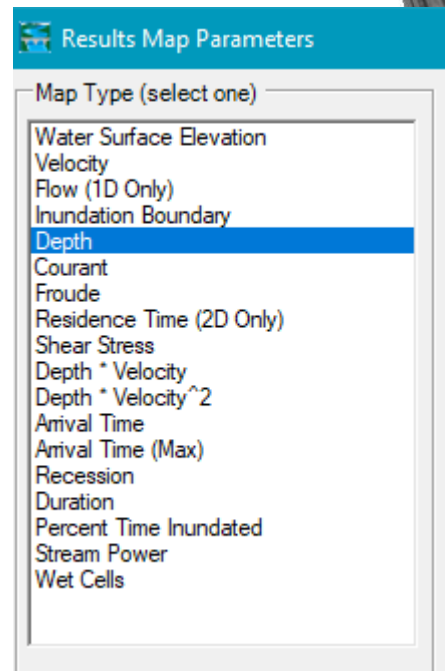 Results Map Parameters
Map Type (select one)
Water Surface Elevation
Velocity
Flow (1D Only)
Inundation Boundary
Depth
Courant
Froude
Residence Time (2D Only)
Shear Stress
Depth * Velocity
Depth * Velocity^2
Arrival Time
Arrival Time (Max)
Recession
Duration
Percent Time Inundated
Stream Power
Wet Cells